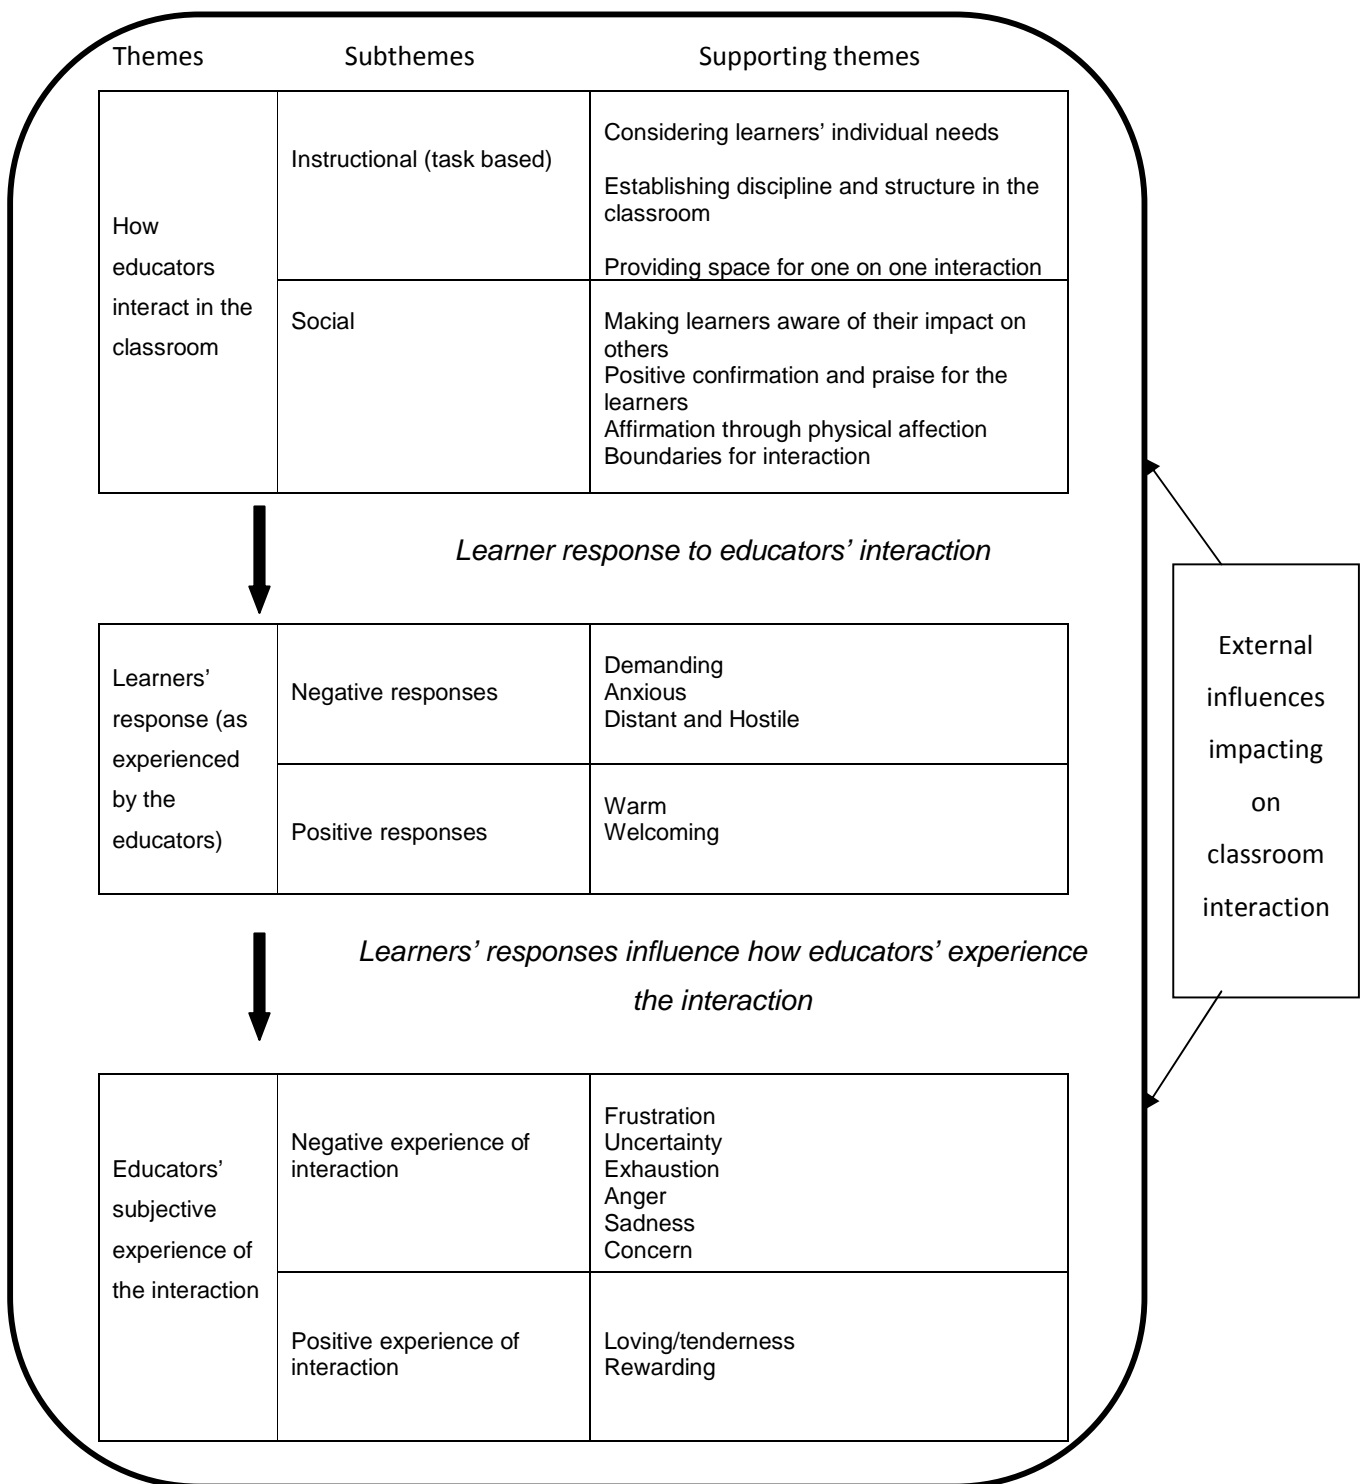 Themes Subthemes Supporting themes
How
educators
interact in the
classroom
Instructional (task based)
Considering learners’ individual needs
Establishing discipline and structure in the
classroom
Providing space for one on one interaction
Social
Making learners aware of their impact on
others
Positive confirmation and praise for the
learners
Affirmation through physical affection
Boundaries for interaction
Learner response to educators’ interaction
Learners’
response (as
experienced
by the
educators)
Negative responses
Demanding
Anxious
Distant and Hostile
Positive responses
Warm
Welcoming
Learners’ responses influence how educators’ experience
the interaction
Educators’
subjective
experience of
the interaction
Negative experience of
interaction
Frustration
Uncertainty
Exhaustion
Anger
Sadness
Concern
Positive experience of
interaction
Loving/tenderness
Rewarding
External
influences
impacting
on
classroom
interaction